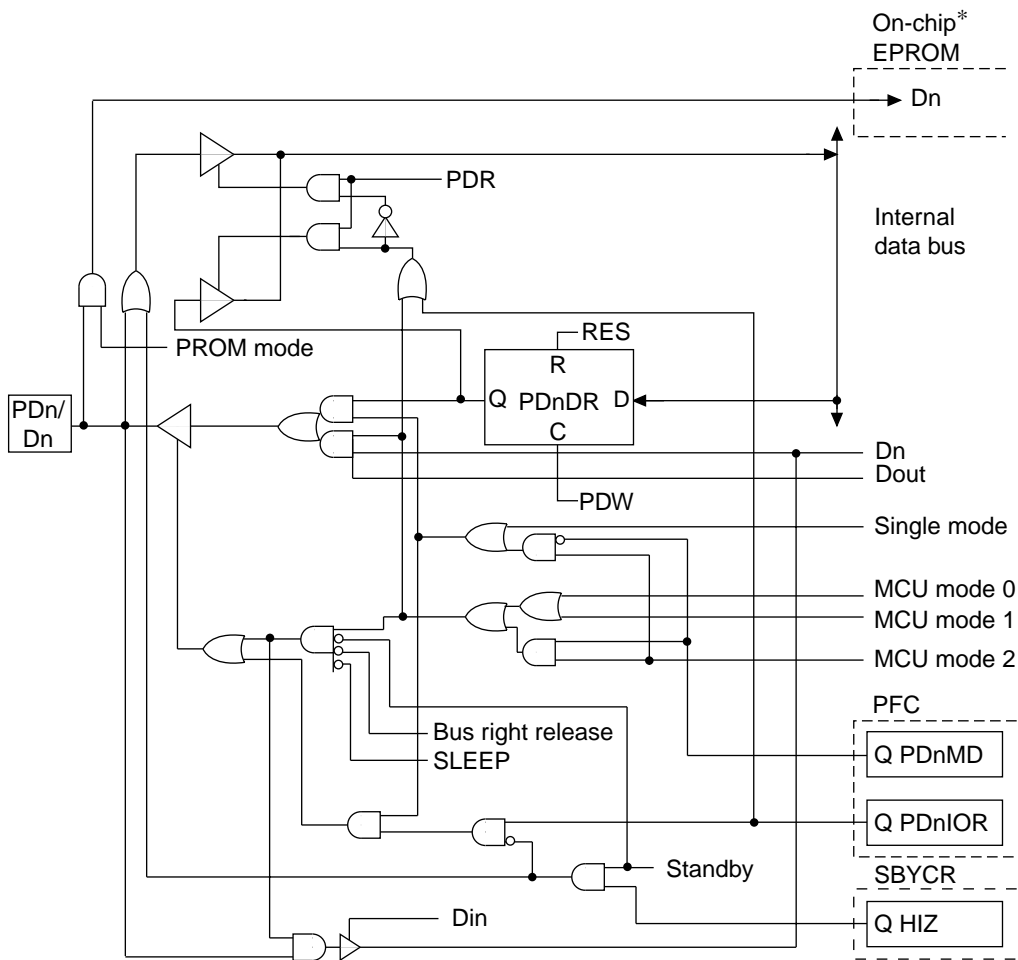 On-chip*
EPROM
Dn
PDR
Internal
data bus
RES
PROM mode
R
Q PDnDR D
C
PDn/
Dn
Dn
Dout
PDW
Single mode
MCU mode 0
MCU mode 1
MCU mode 2
PFC
Bus right release
SLEEP
Q PDnMD
Q PDnIOR
Standby
SBYCR
Din
Q HIZ